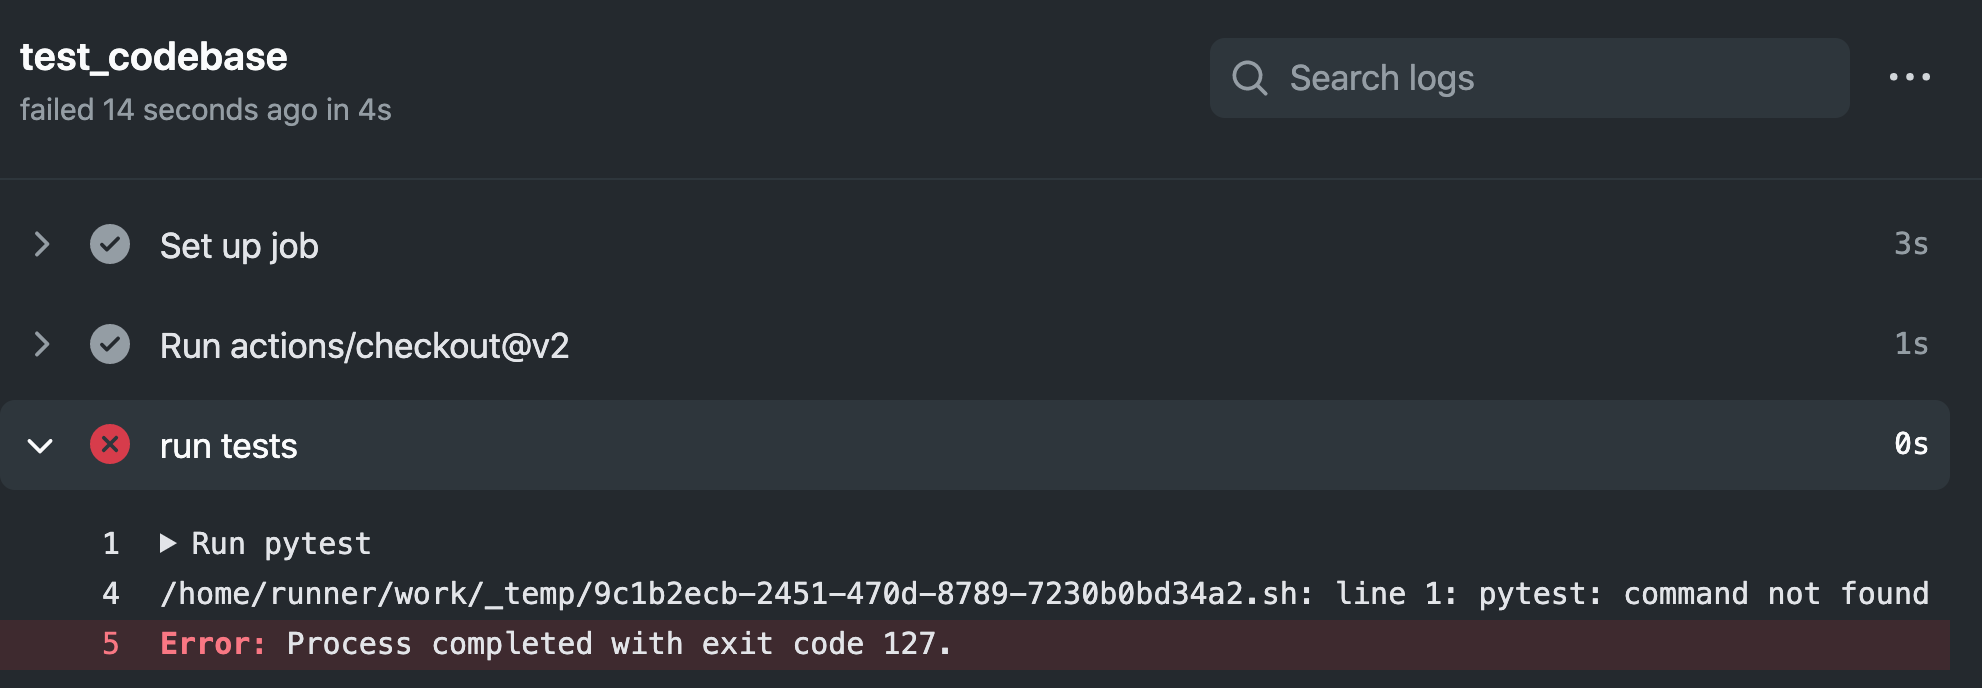 test_codebase
failed 14 seconds ago in 4s
Search logs
Set up job 3s
Run actions/checkout@v2 1s
run tests 0s
1 Run pytest
4 /home/runner/work/_temp/9c1b2ecb-2451-470d-8789-7230b0bd34a2.sh: line 1: pytest: command not found
5 Error: Process completed with exit code 127.